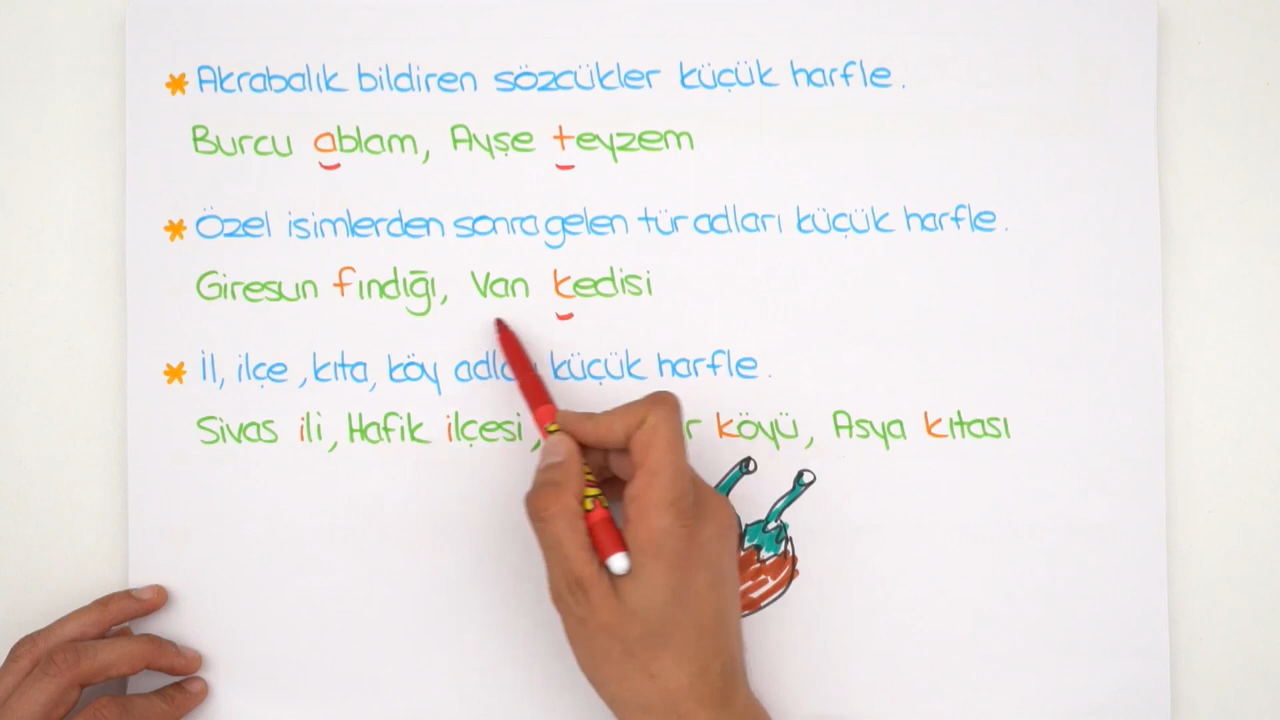 * Akrabalık bildiren sözcükler küçük harfle.
Burcu ablam, Ayşe teyzem
* Özel isimlerden sonra gelen tür adları küçük harfle.
Giresun fındığı, Van kedisi
* İl, ilçe, kıta, köy küçük harfle.
Sivas ili, Hafik ilçesi, köyü, Asya kıtası